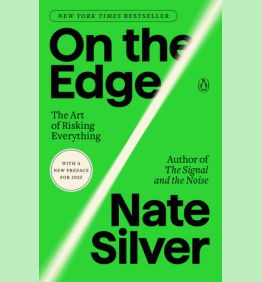 NEW YORK TIMES BESTSELLER
On the
Edge
The Art
of Risking
Everything
WITH A
NEW PREFACE
FOR 2025
Author of
The Signal
and the Noise
Nate
Silver